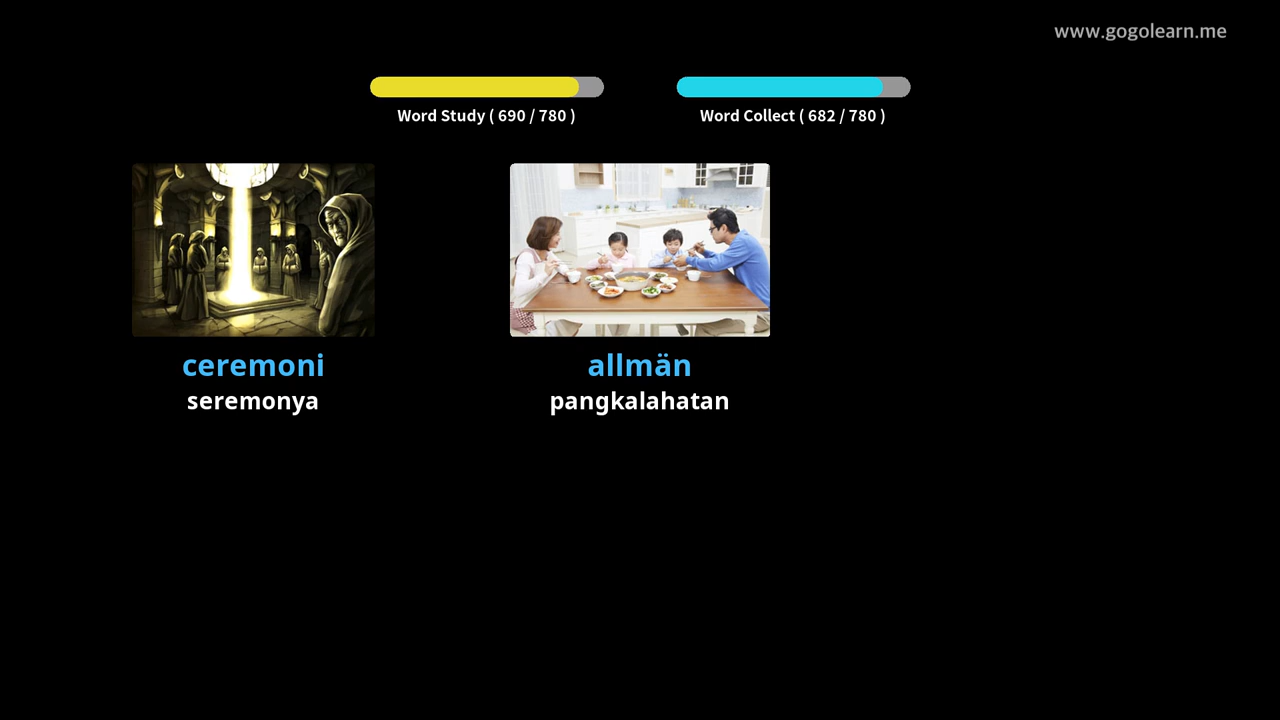 www.gogolearn.me
Word Study ( 690 / 780 )
Word Collect ( 682 / 780 )
ceremoni
seremonya
allmän
pangkalahatan